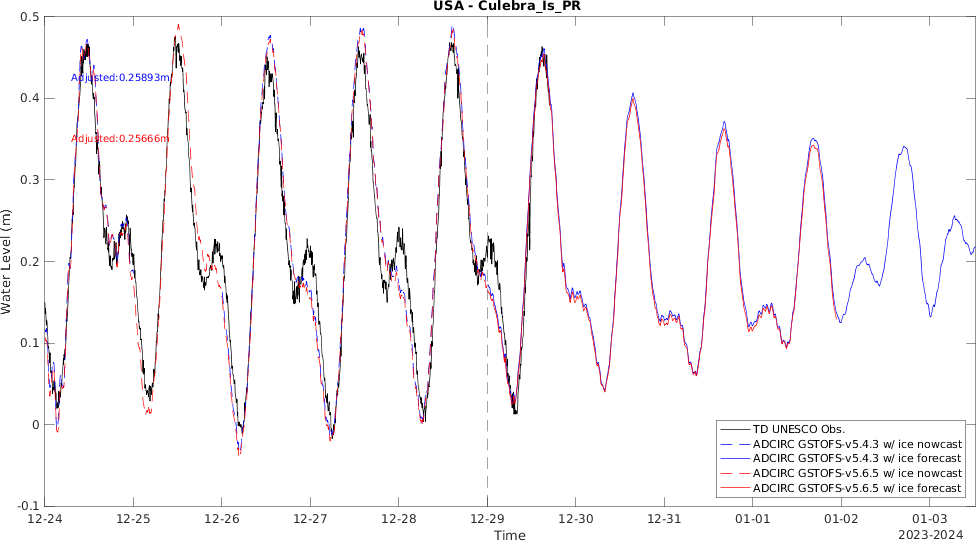 USA - Culebra_Is_PR
0.5
0.4
0.3
0.2
0.1
0
-0.1
Water Level (m)
Adjusted:0.25893m
Adjusted:0.25666m
TD UNESCO Obs.
ADCIRC GSTOFS-v5.4.3 w/ ice nowcast
ADCIRC GSTOFS-v5.4.3 w/ ice forecast
ADCIRC GSTOFS-v5.6.5 w/ ice nowcast
ADCIRC GSTOFS-v5.6.5 w/ ice forecast
12-24 12-25 12-26 12-27 12-28 12-29 12-30 12-31 01-01 01-02 01-03
Time
2023-2024